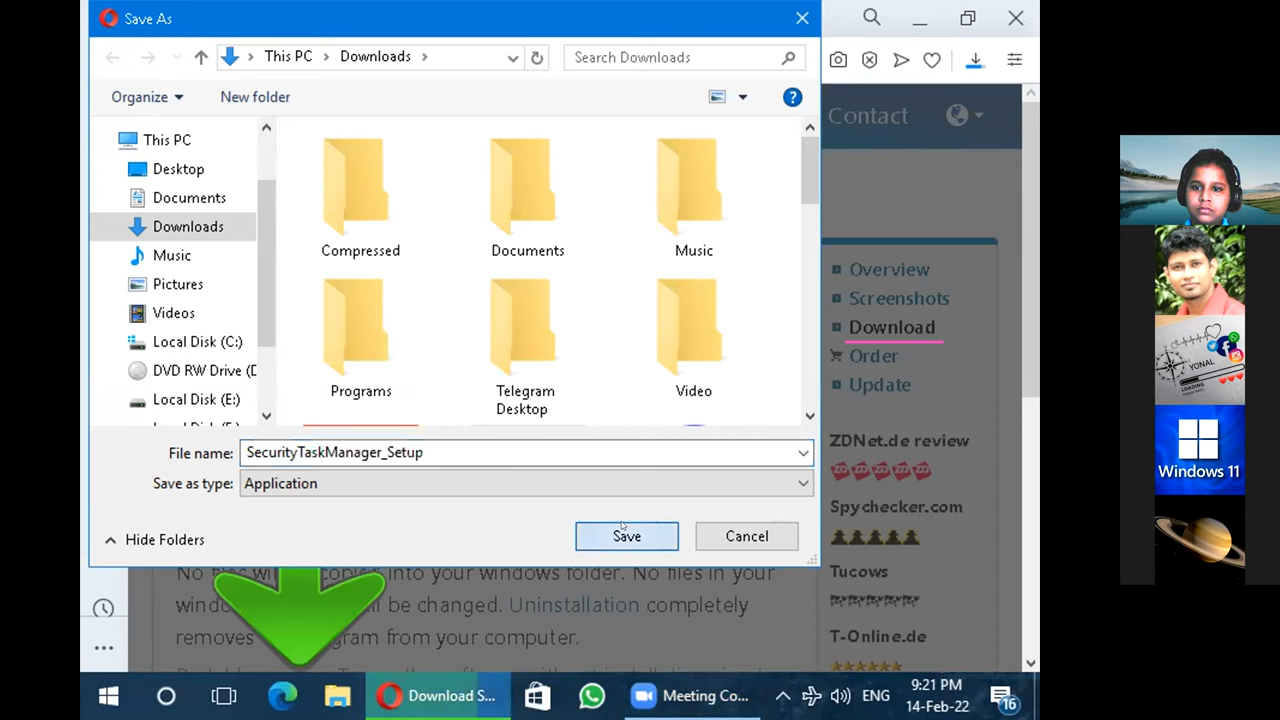 Save As
This PC
Downloads
Search Downloads
Organize
New folder
?
This PC
Desktop
Documents
Downloads
Music
Pictures
Videos
Local Disk (C:)
DVD RW Drive (D
Local Disk (E:)
Compressed
Documents
Music
Programs
Telegram
Desktop
Video
File name:
SecurityTaskManager_Setup
Save as type:
Application
Hide Folders
Save
Cancel
Contact
Overview
Screenshots
Download
Order
Update
ZDNet.de review
Spychecker.com
Tucows
T-Online.de
into your windows folder. No files in your
be changed. Uninstallation completely
from your computer.
Download S...
Meeting Co...
ENG
9:21 PM
14-Feb-22
16
YONAL
LOADING
Windows 11